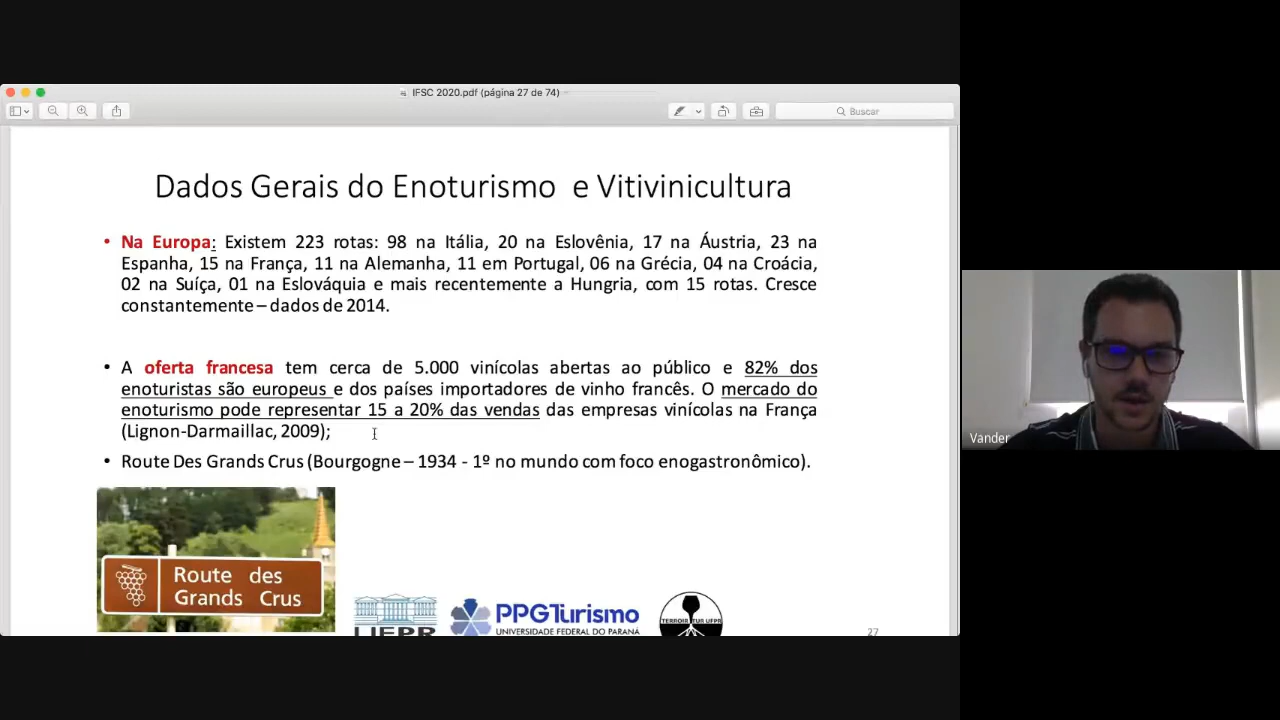 IFSC 2020.pdf (página 27 de 74)
Buscar
Dados Gerais do Enoturismo e Vitivinicultura
• Na Europa: Existem 223 rotas: 98 na Itália, 20 na Eslovênia, 17 na Áustria, 23 na
Espanha, 15 na França, 11 na Alemanha, 11 em Portugal, 06 na Grécia, 04 na Croácia,
02 na Suíça, 01 na Eslováquia e mais recentemente a Hungria, com 15 rotas. Cresce
constantemente – dados de 2014.
• A oferta francesa tem cerca de 5.000 vinícolas abertas ao público e 82% dos
enoturistas são europeus e dos países importadores de vinho francês. O mercado do
enoturismo pode representar 15 a 20% das vendas das empresas vinícolas na França
(Lignon-Darmaillac, 2009);
• Route Des Grands Crus (Bourgogne – 1934 - 1º no mundo com foco enogastronômico).
Route des
Grands Crus
UFPR
PPGTurismo
UNIVERSIDADE FEDERAL DO PARANÁ
TERROIR TUR UFPR
27
Vander